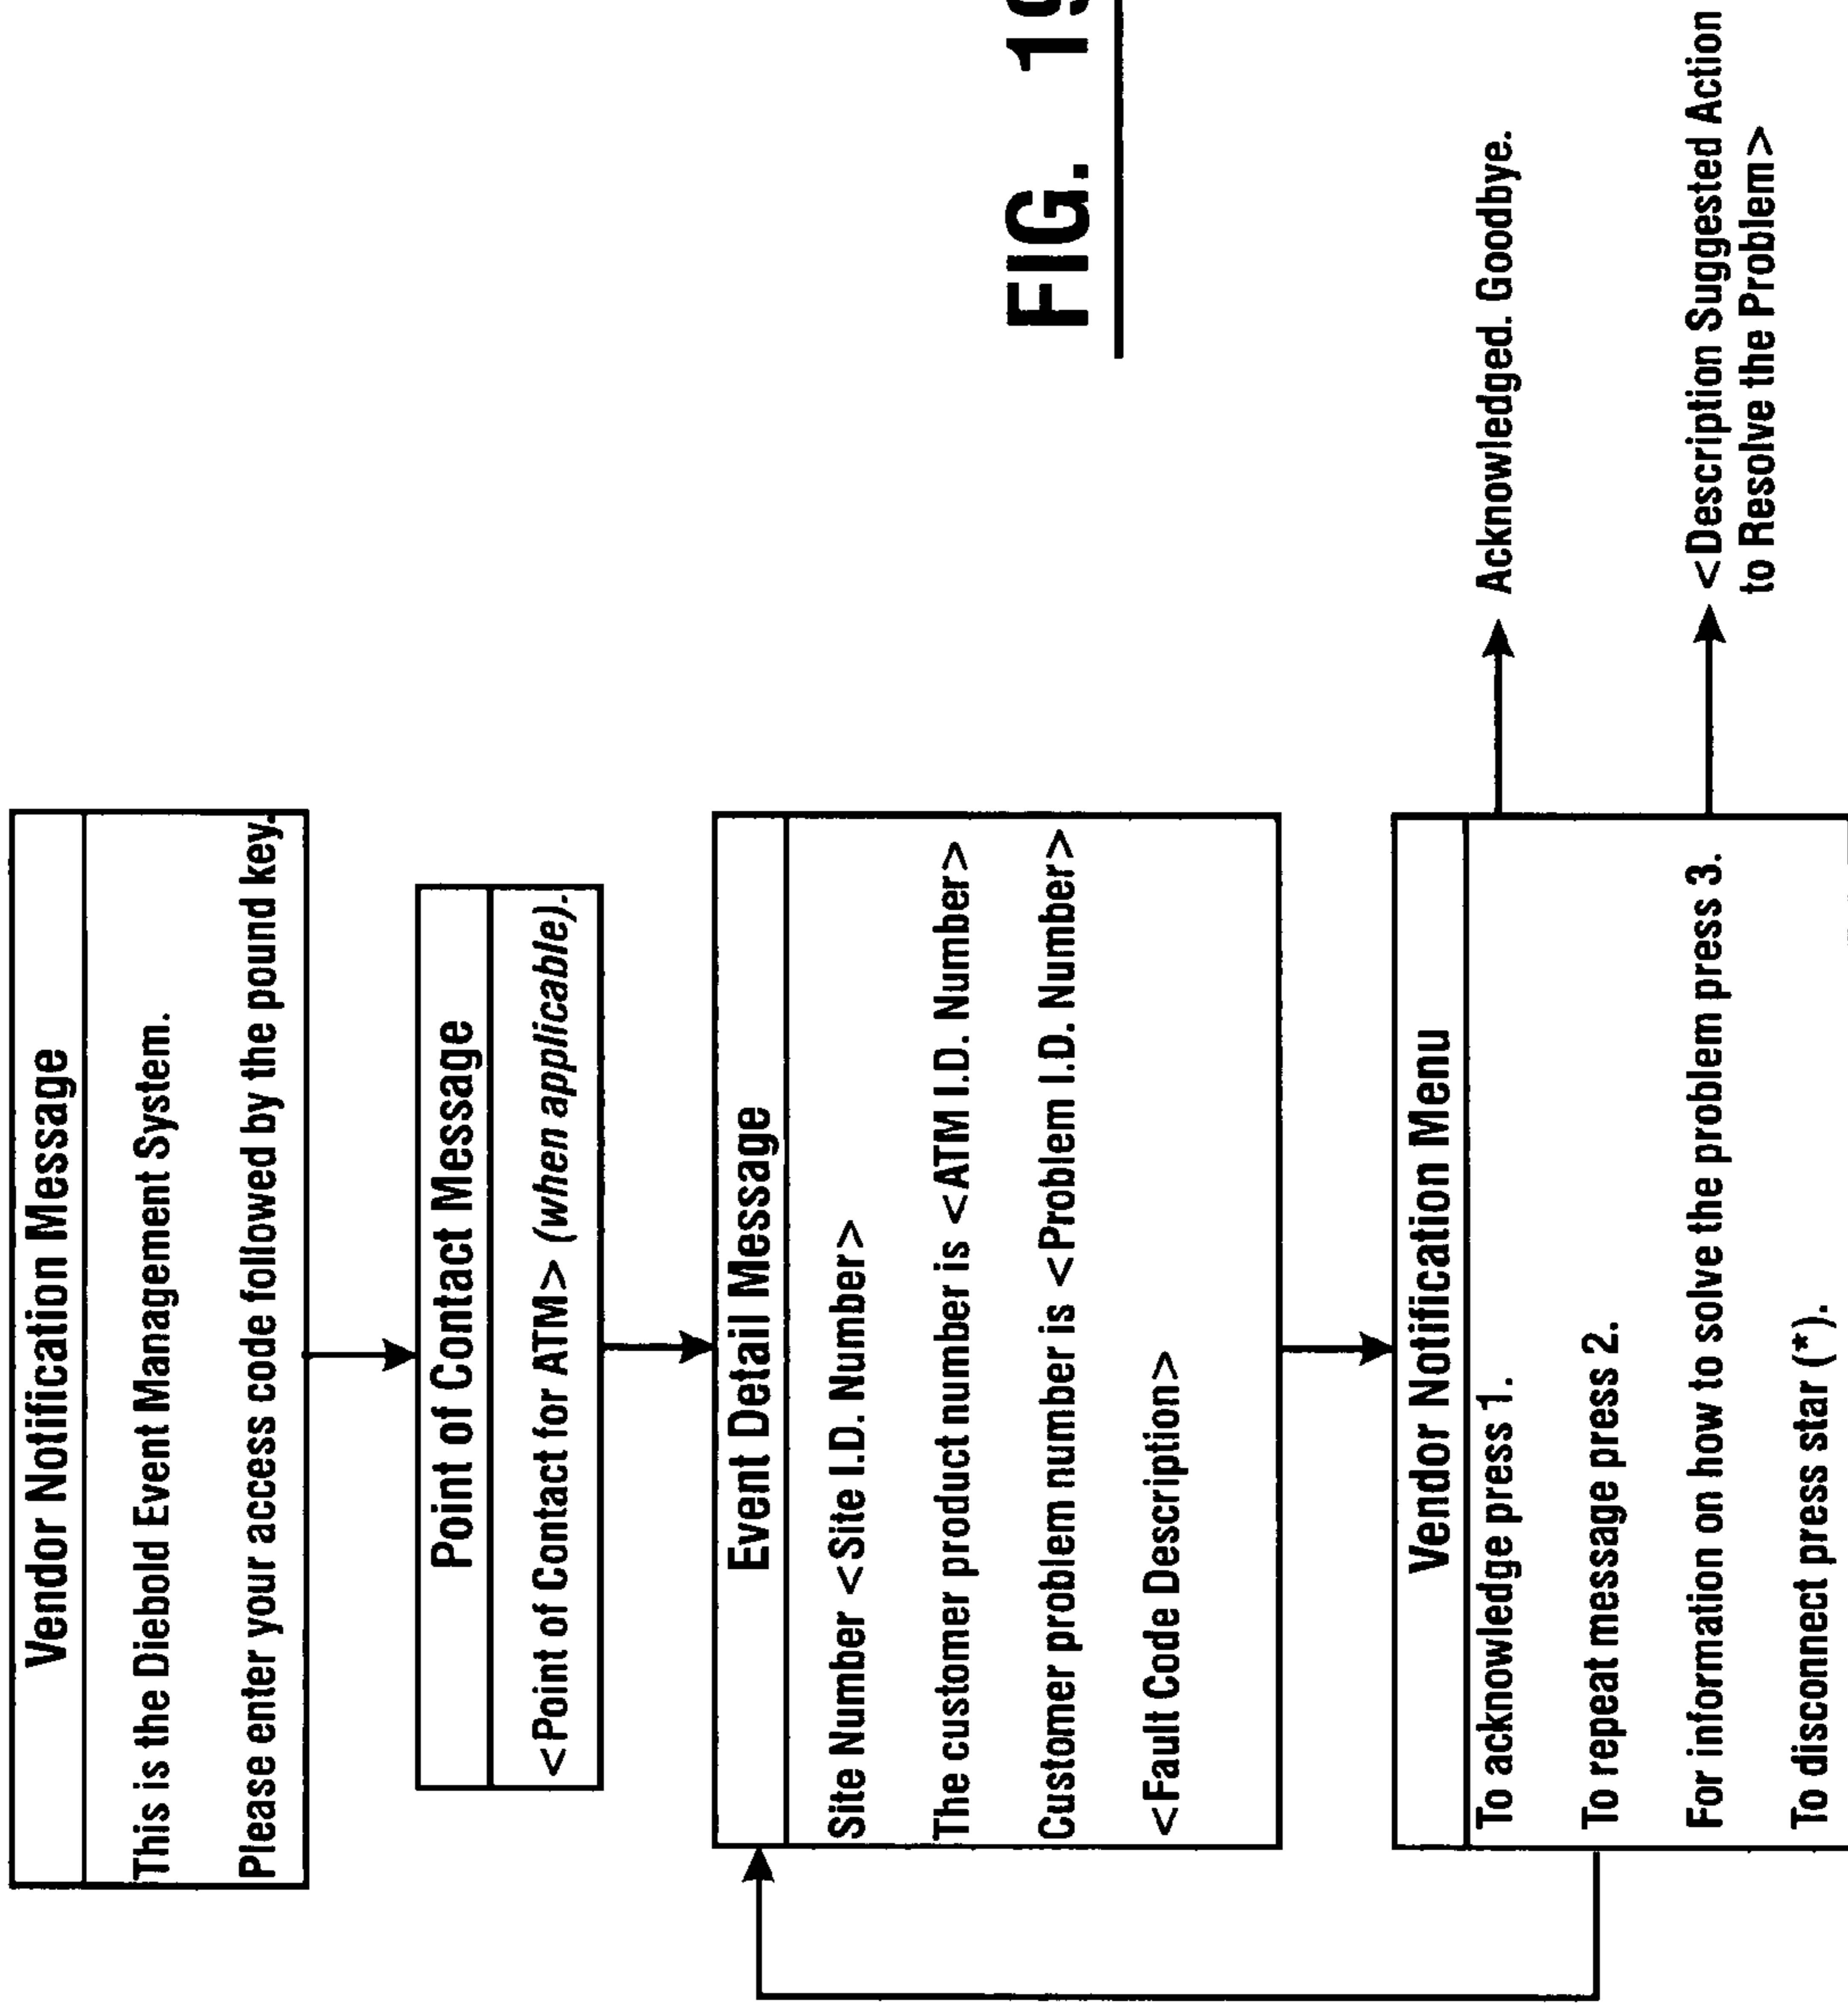 Vendor Notification Message
This is the Diebold Event Management System.
Please enter your access code followed by the pound key.
Point of Contact Message
<Point of Contact for ATM> (when applicable).
Event Detail Message
Site Number <Site I.D. Number>
The customer product number is <ATM I.D. Number>
Customer problem number is <Problem I.D. Number>
<Fault Code Description>
Vendor Notification Menu
To acknowledge press 1.
To repeat message press 2.
For information on how to solve the problem press 3.
To disconnect press star (*).
Acknowledged. Goodbye.
<Description Suggested Action
to Resolve the Problem>
FIG. 19